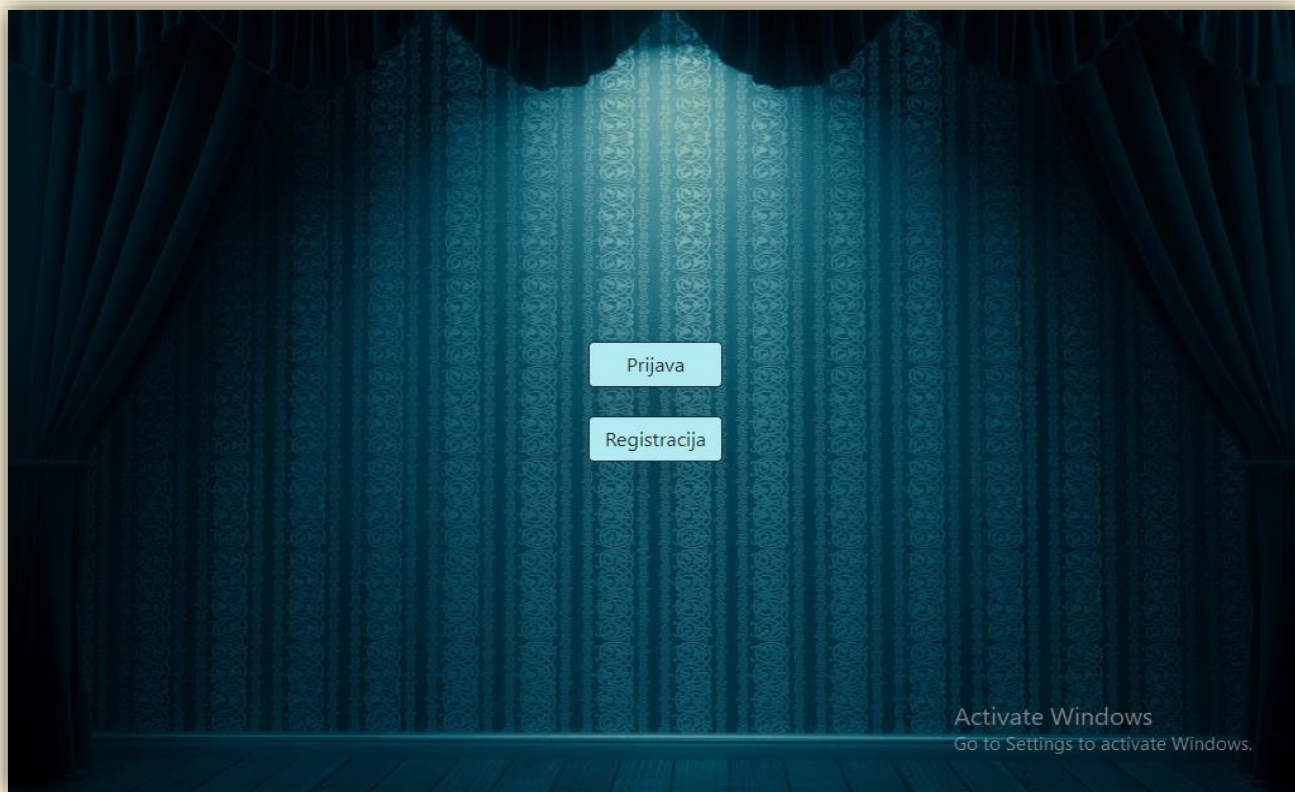 Prijava
Registracija
Activate Windows
Go to Settings to activate Windows.